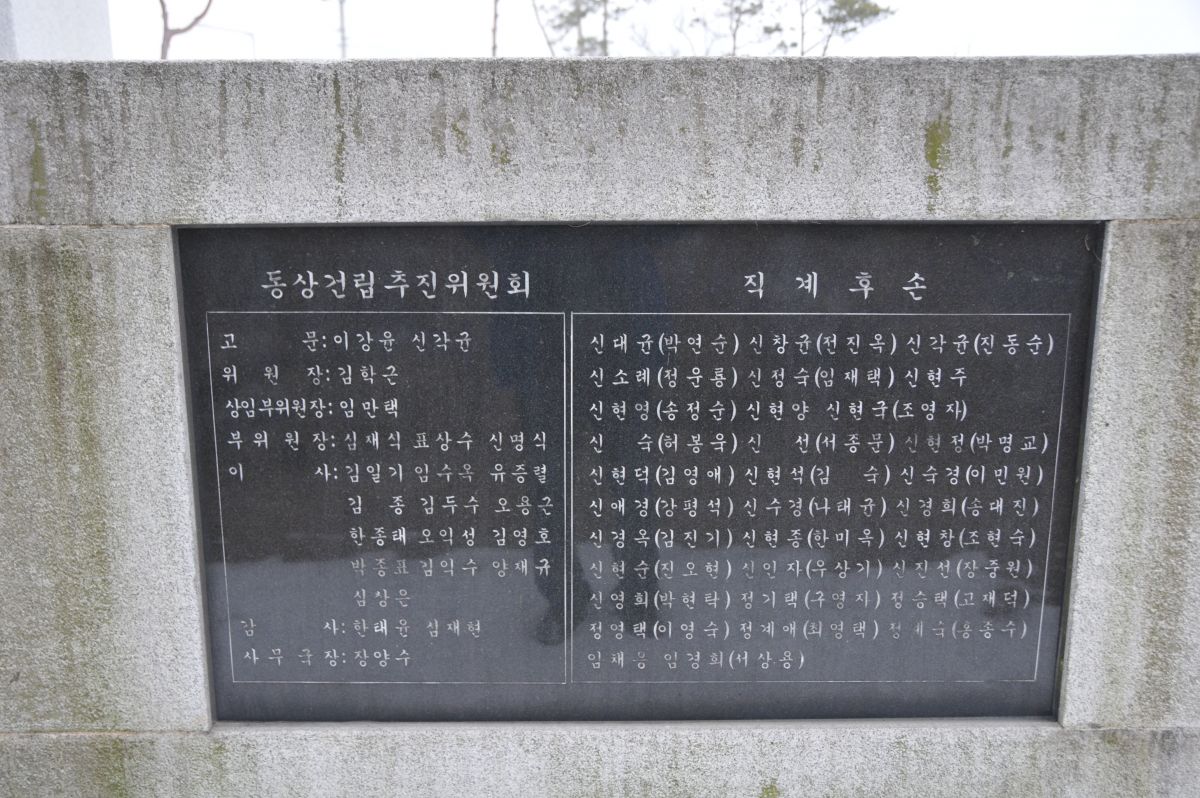 동상건립추진위원회
고 문: 이강윤 신각균
위 원 장: 김학근
상임부위원장: 임만택
부 위 원 장: 심재식 표상수 신명식
이 사: 김일기 임수옥 유증렬
김 종 김두수 오용근
한종태 오익성 김영호
박종표 김익수 양재규
심상은
감 사: 한태윤 심재현
사 무 국 장: 장양수
직 계 후 손
신대균(박연순) 신창균(전진옥) 신각균(진동순)
신소례(정운룡) 신정숙(임재택) 신현주
신현영(송정순) 신현양 신현국(조영자)
신 숙(허봉욱) 신 선(서종문) 신현정(박명고)
신현덕(김영애) 신현석(김 숙) 신숙경(이민원)
신애경(강평석) 신수경(나태균) 신경희(송대진)
신경옥(김진기) 신현종(한미옥) 신현창(조현숙)
신현순(진오현) 신인자(우상기) 신진선(장중원)
신영희(박현탁) 정기택(구영자) 정승택(고재덕)
정영택(이영숙) 정계애(최영택) 정혜숙(홍종수)
임채응 임경희(서상용)